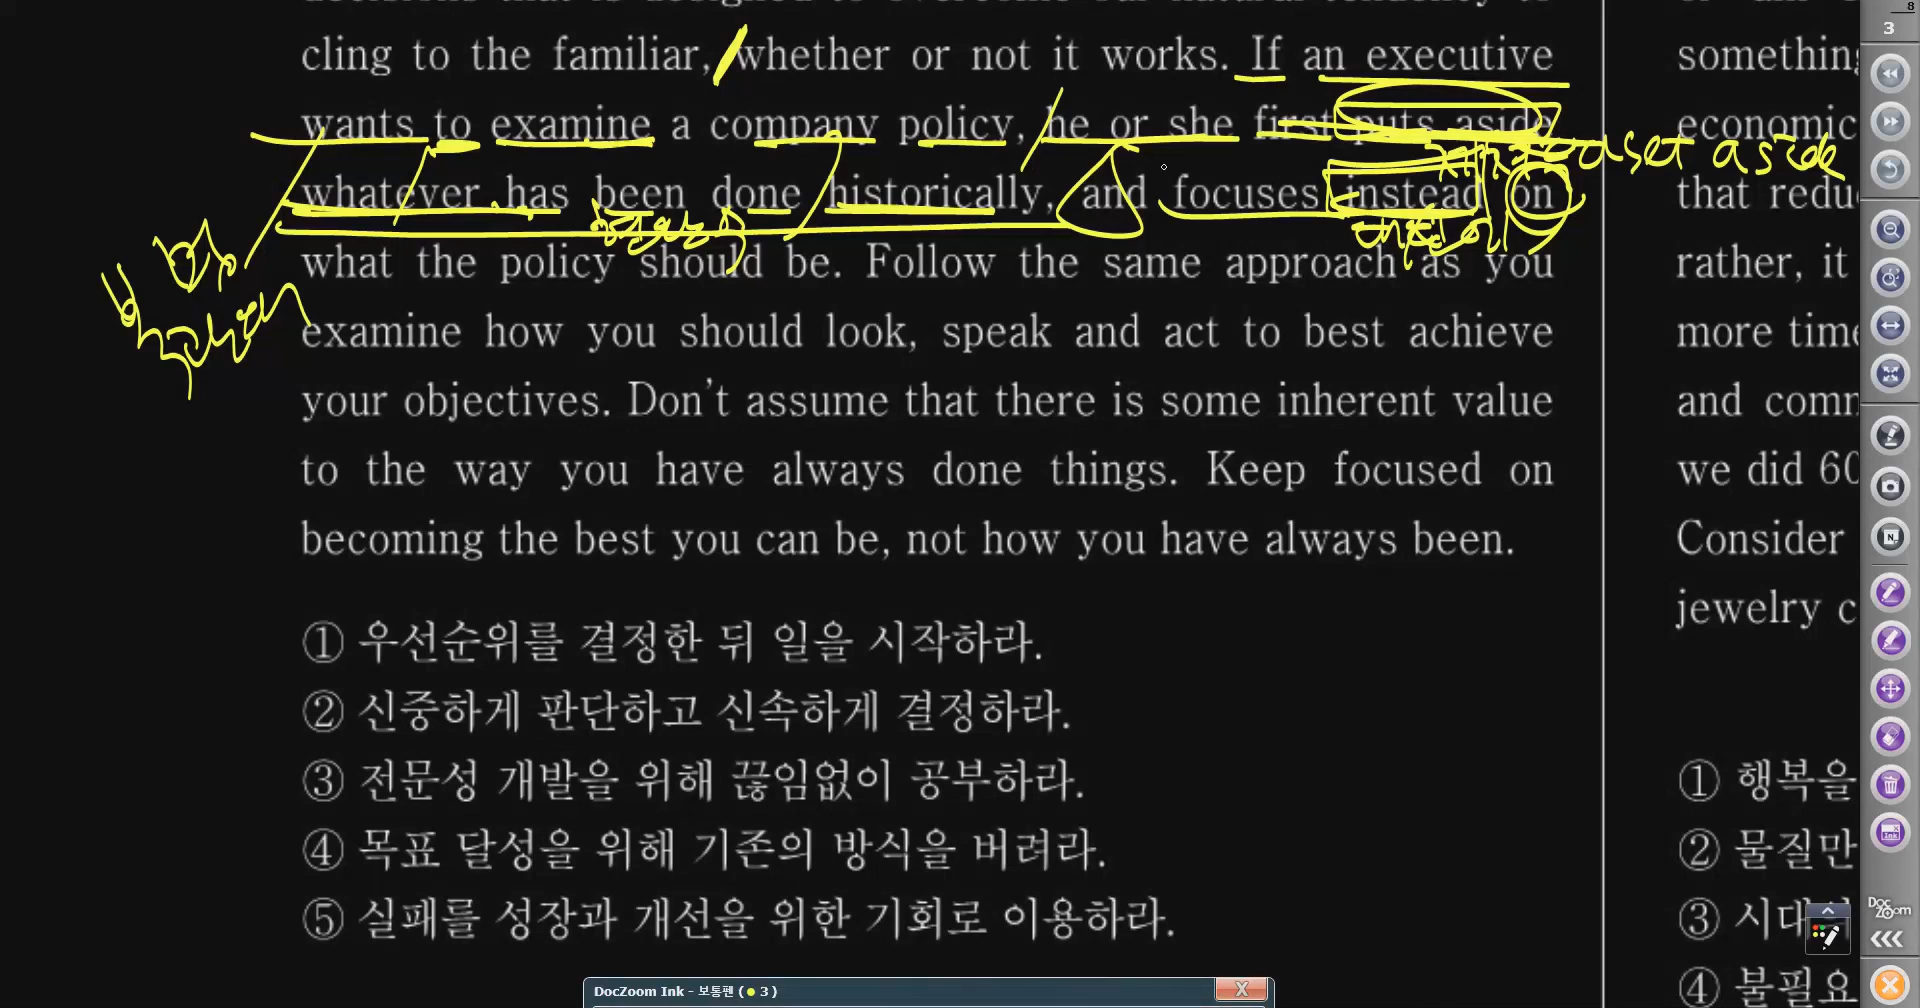 cling to the familiar, whether or not it works. If an executive
wants to examine a company policy, he or she first puts aside
set aside
whatever has been done historically, and focuses instead on
what the policy should be. Follow the same approach as you
examine how you should look, speak and act to best achieve
your objectives. Don't assume that there is some inherent value
to the way you have always done things. Keep focused on
becoming the best you can be, not how you have always been.
① 우선순위를 결정한 뒤 일을 시작하라.
② 신중하게 판단하고 신속하게 결정하라.
③ 전문성 개발을 위해 끊임없이 공부하라.
④ 목표 달성을 위해 기존의 방식을 버려라.
⑤ 실패를 성장과 개선을 위한 기회로 이용하라.
something
economic
that redu
rather, it
more time
and comm
we did 60
Consider
jewelry c
① 행복을
② 물질만
③ 시대
④ 불필요
8
3
DocZoom
DocZoom Ink - 보통펜 ( 3 )